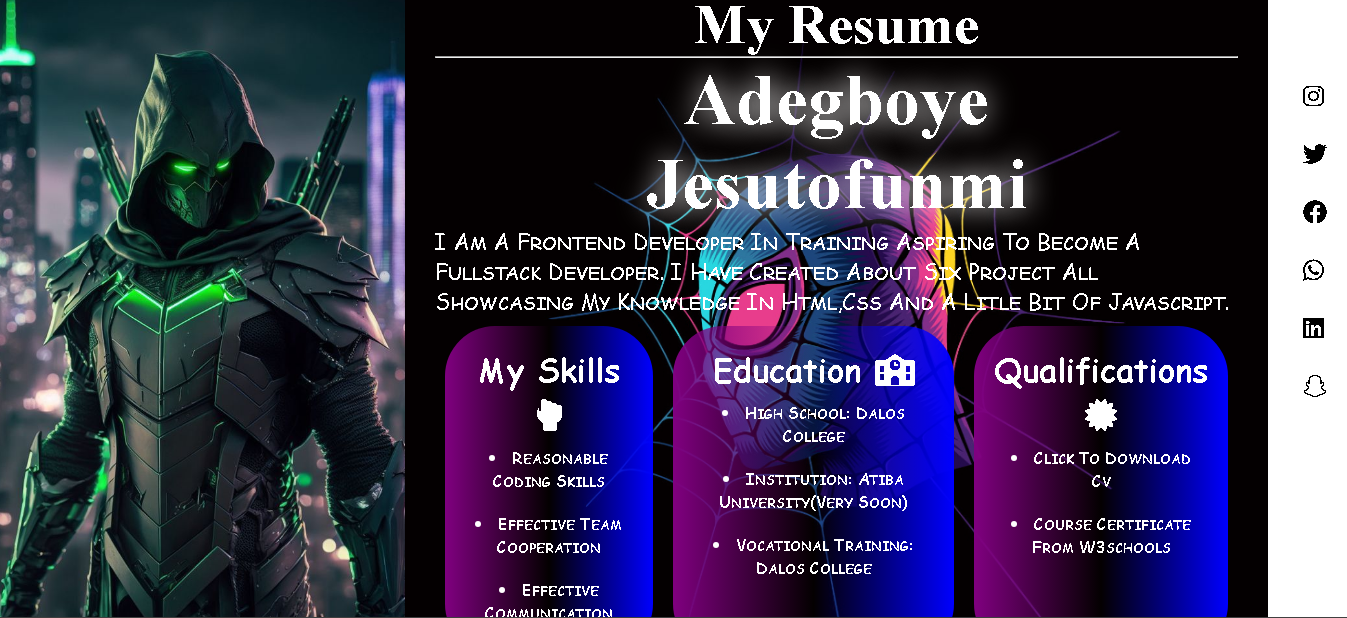 My Resume
Adegboye
Jesutofunmi
I Am A Frontend Developer In Training Aspiring To Become A
Fullstack Developer. I Have Created About Six Project All
Showcasing My Knowledge In Html,Css And A Litle Bit Of Javascript.
My Skills
• Reasonable
Coding Skills
• Effective Team
Cooperation
• Effective
Communication
Education
• High School: Dalos
College
• Institution: Atiba
University(Very Soon)
• Vocational Training:
Dalos College
Qualifications
• Click To Download
Cv
• Course Certificate
From W3schools